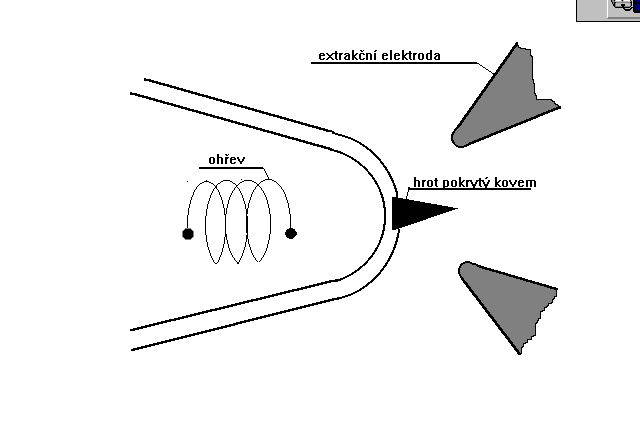 extrakční elektroda
ohřev
hrot pokrytý kovem